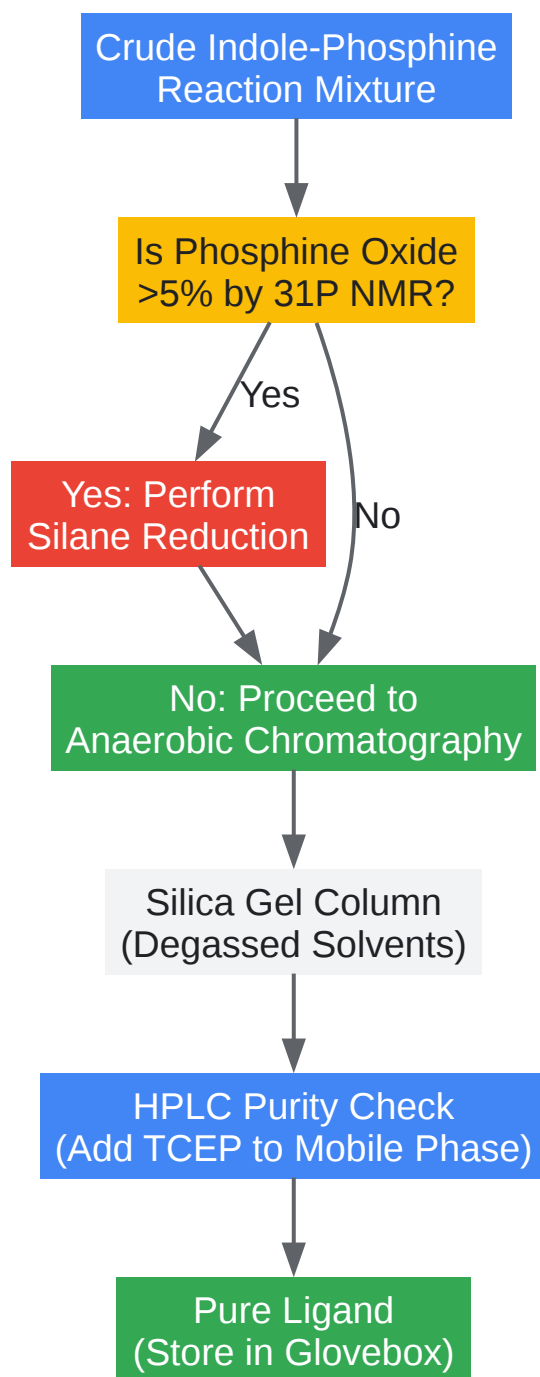 Crude Indole-Phosphine
Reaction Mixture
Is Phosphine Oxide
>5% by 31P NMR?
Yes
Yes: Perform
Silane Reduction
No
No: Proceed to
Anaerobic Chromatography
Silica Gel Column
(Degassed Solvents)
HPLC Purity Check
(Add TCEP to Mobile Phase)
Pure Ligand
(Store in Glovebox)